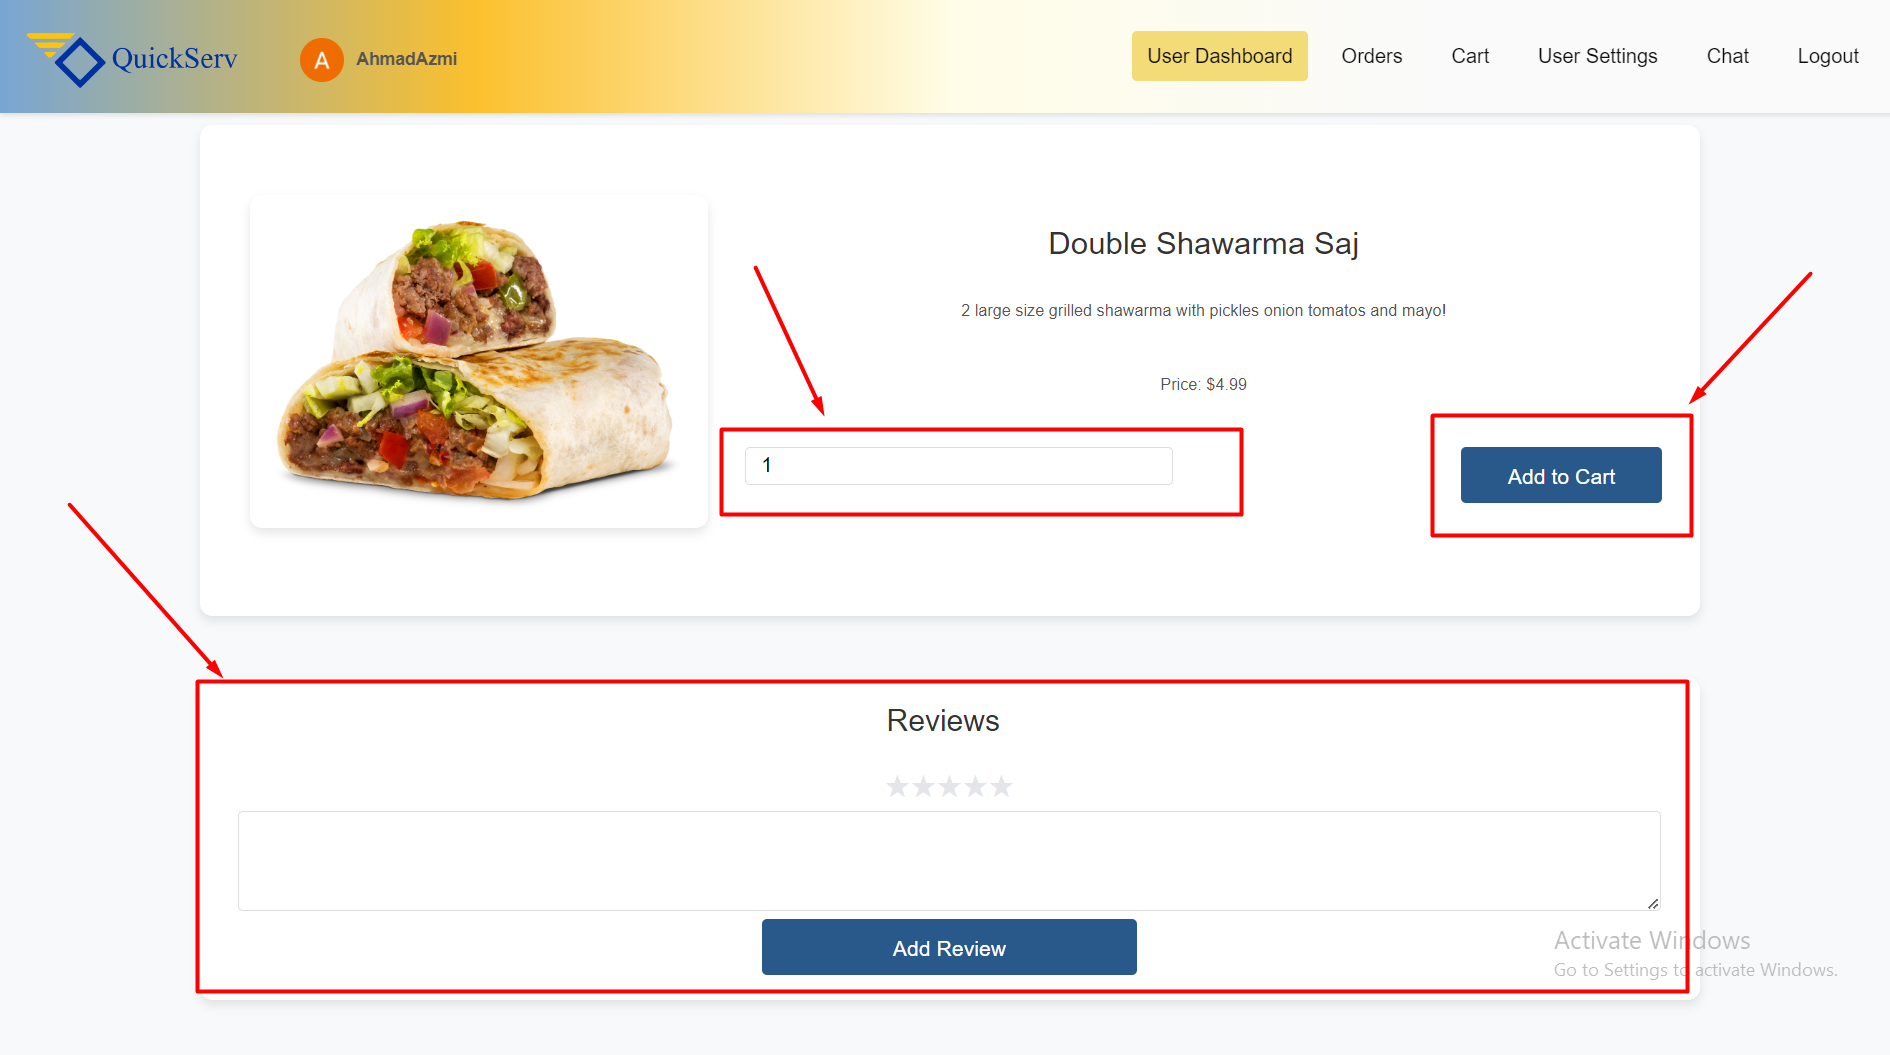 QuickServ
A
AhmadAzmi
User Dashboard
Orders
Cart
User Settings
Chat
Logout
Double Shawarma Saj
2 large size grilled shawarma with pickles onion tomatos and mayo!
Price: $4.99
1
Add to Cart
Reviews
Add Review
Activate Windows
Go to Settings to activate Windows.